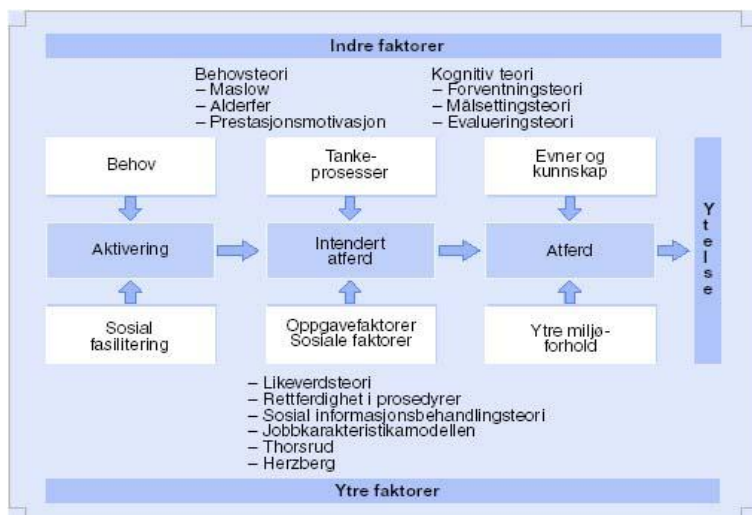 Indre faktorer
Behovsteori
– Maslow
– Alderfer
– Prestasjonsmotivasjon
Kognitiv teori
– Forventningsteori
– Målsettingsteori
– Evalueringsteori
Behov
Tanke-
prosesser
Evner og
kunnskap
Aktivering
Intendert
atferd
Atferd
Ytelse
Sosial
fasilitering
Oppgavefaktorer
Sosiale faktorer
Ytre miljø-
forhold
– Likeverdsteori
– Rettferdighet i prosedyrer
– Sosial informasjonsbehandlingsteori
– Jobbkarakteristikamodellen
– Thorsrud
– Herzberg
Ytre faktorer